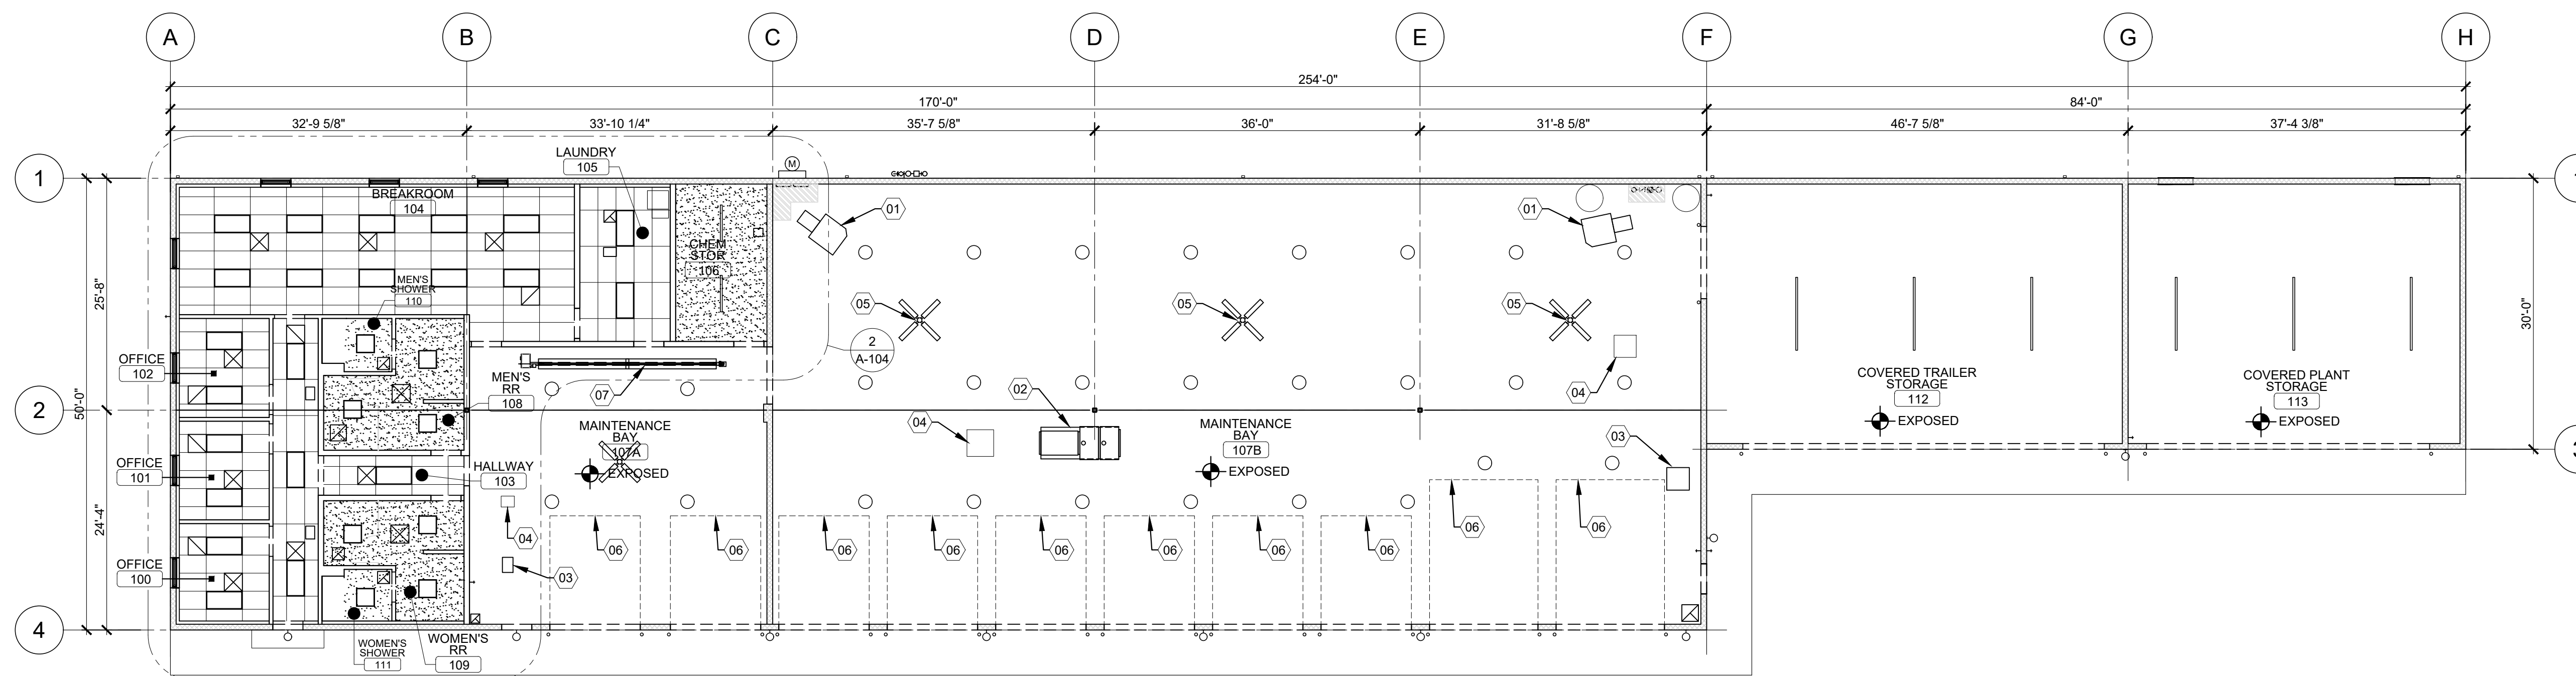 A B C D E F G H
254'-0"
170'-0" 84'-0"
32'-9 5/8" 33'-10 1/4" 35'-7 5/8" 36'-0" 31'-8 5/8" 46'-7 5/8" 37'-4 3/8"
LAUNDRY
105
M
1
BREAKROOM
104
01
01
CHEM
STOR
106
MEN'S
SHOWER
110
25'-8"
05
05
05
30'-0"
2
A-104
OFFICE
102
MEN'S
RR
108
07
02
04
COVERED TRAILER
STORAGE
112
EXPOSED
COVERED PLANT
STORAGE
113
EXPOSED
2
50'-0"
04
MAINTENANCE
BAY
107A
EXPOSED
MAINTENANCE
BAY
107B
EXPOSED
03
OFFICE
101
HALLWAY
103
24'-4"
04
06
06
06
06
06
06
06
06
06
06
03
OFFICE
100
4
WOMEN'S
SHOWER
111
WOMEN'S
RR
109